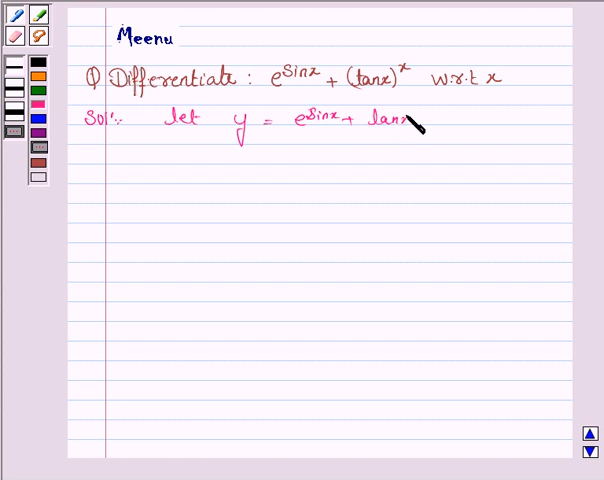 Meenu
Q Differentiate : e^sinx + (tanx)^x w.r.t x
Sol^n: let y = e^sinx + tanx